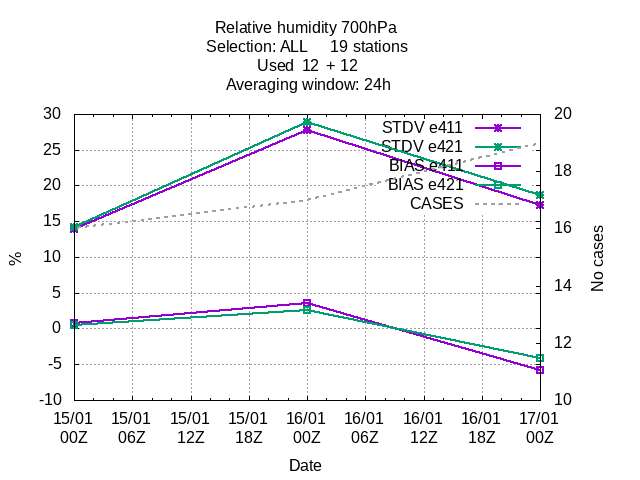 Relative humidity 700hPa
Selection: ALL     19 stations
Used  12  + 12
Averaging window: 24h
30
25
20
15
10
5
0
-5
-10
%
20
18
16
14
12
10
No cases
STDV e411
STDV e421
BIAS e411
BIAS e421
CASES
15/01 15/01 15/01 15/01 16/01 16/01 16/01 16/01 17/01
00Z 06Z 12Z 18Z 00Z 06Z 12Z 18Z 00Z
Date